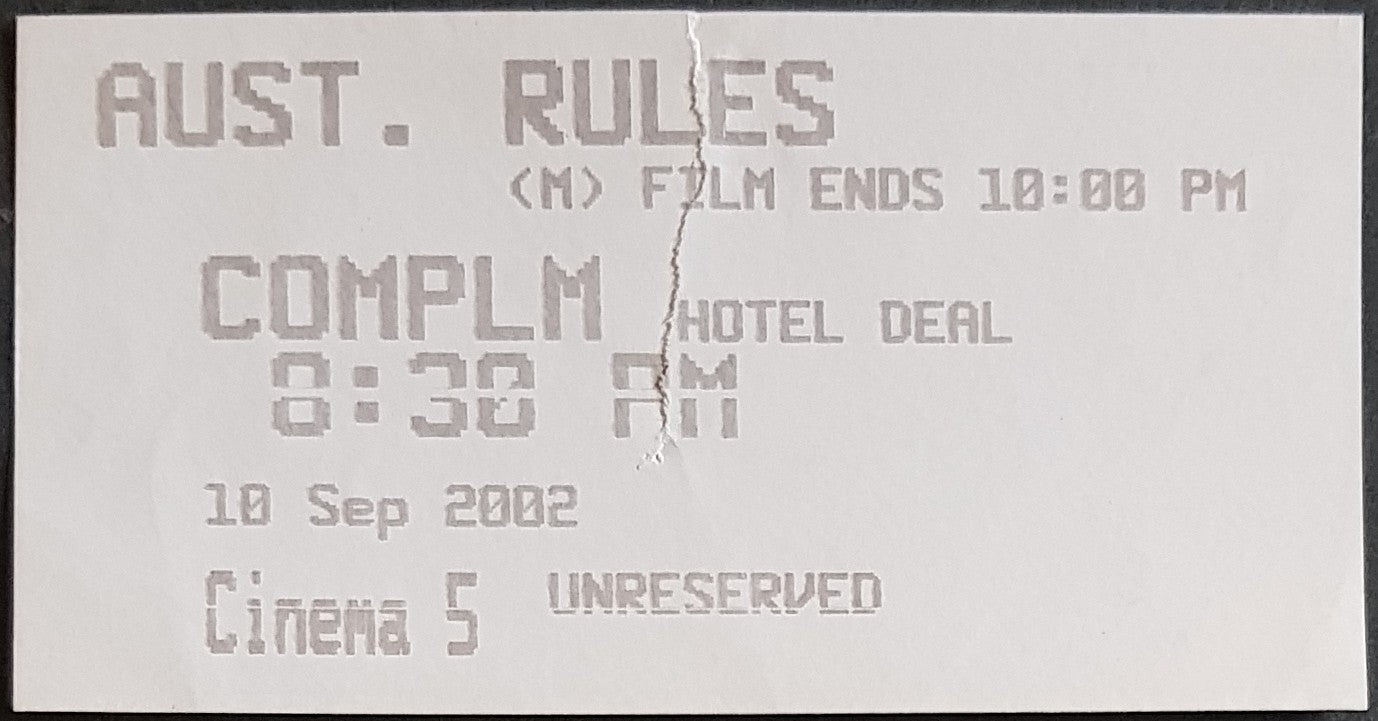 AUST. RULES
(M) FILM ENDS 10:00 PM
COMPLM HOTEL DEAL
8:30 PM
10 Sep 2002
Cinema 5 UNRESERVED